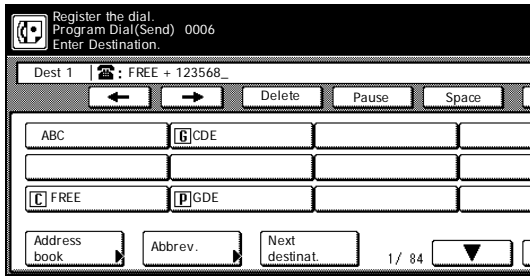 Register the dial.
Program Dial(Send) 0006
Enter Destination.
Dest 1 ☎: FREE + 123568_
← → Delete Pause Space
ABC G CDE
C FREE P GDE
Address book Abbrev. Next destinat. 1/ 84 ▼